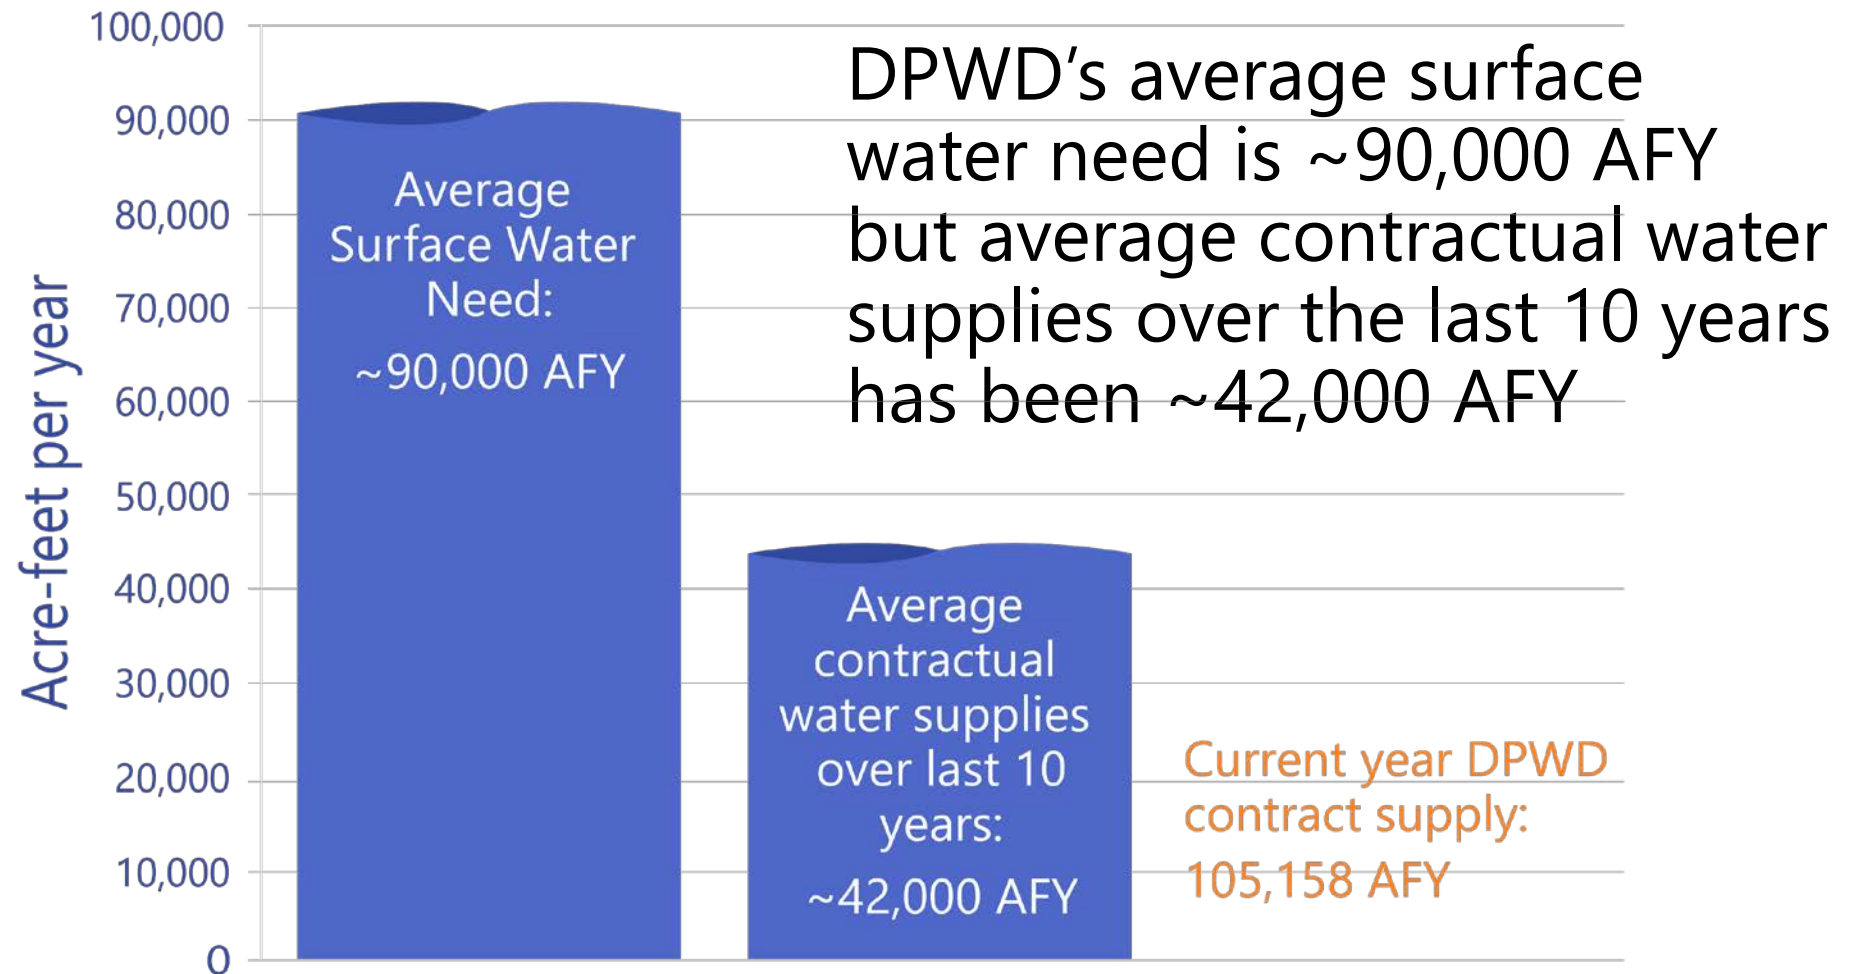 100,000
90,000
80,000
70,000
60,000
50,000
40,000
30,000
20,000
10,000
0
Acre-feet per year
DPWD's average surface
water need is ~90,000 AFY
but average contractual water
supplies over the last 10 years
has been ~42,000 AFY
Average
Surface Water
Need:
~90,000 AFY
Average
contractual
water supplies
over last 10
years:
~42,000 AFY
Current year DPWD
contract supply:
105,158 AFY